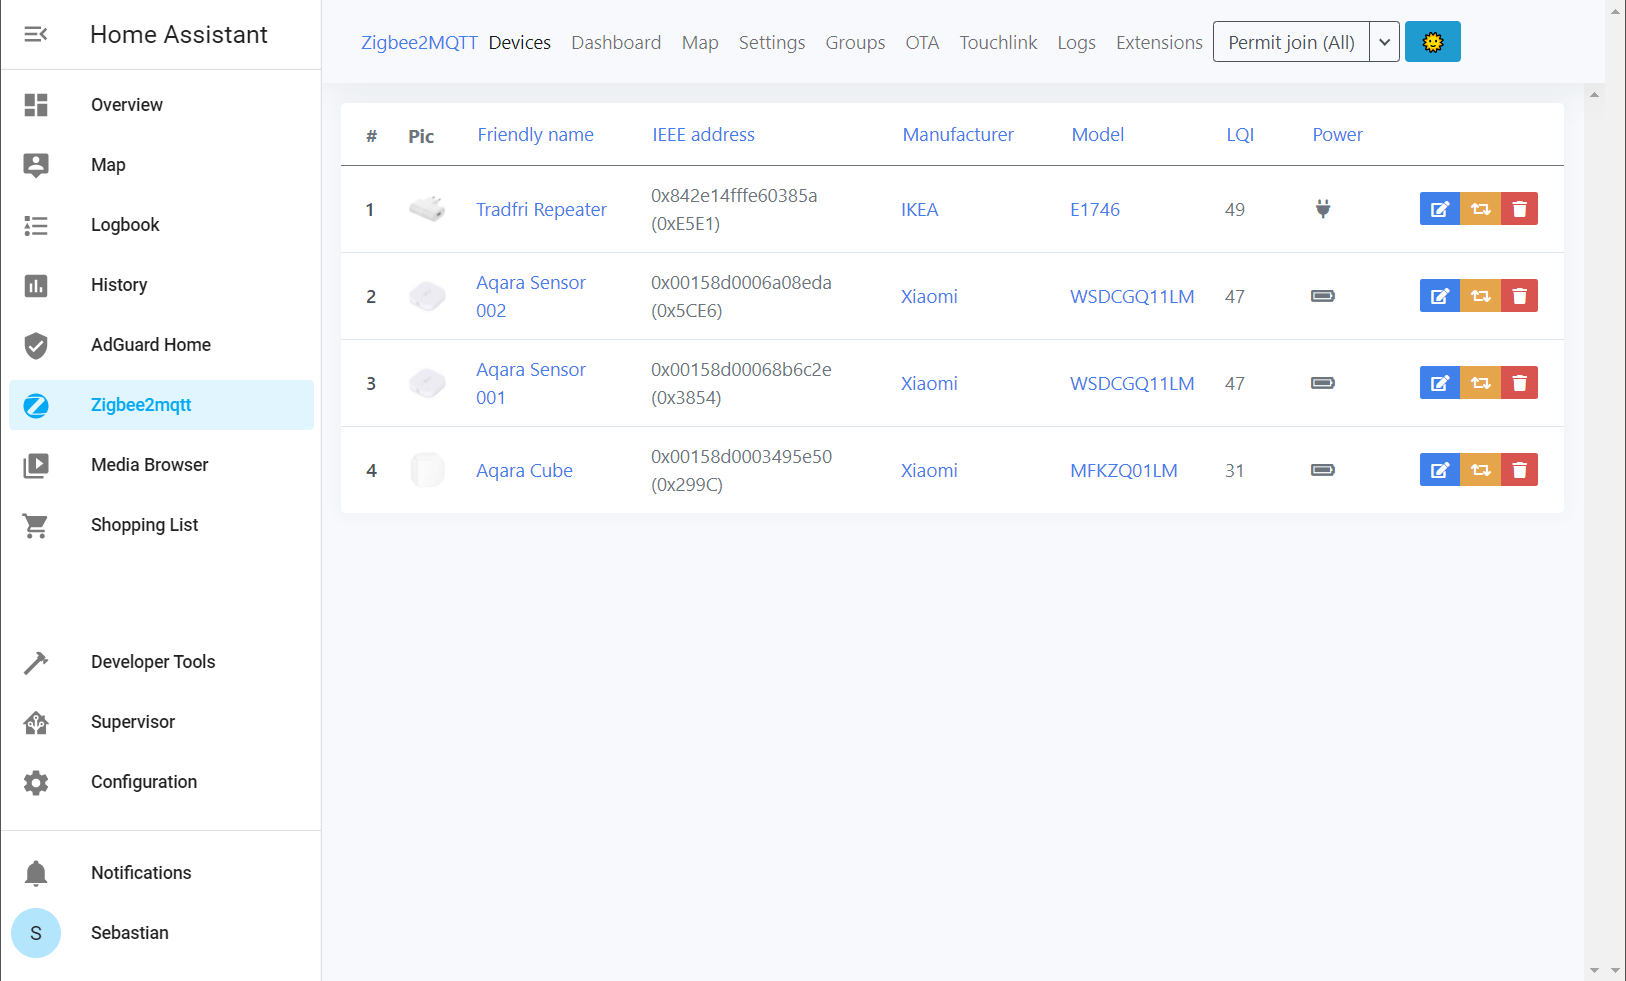 Home Assistant
Overview
Map
Logbook
History
AdGuard Home
Zigbee2mqtt
Media Browser
Shopping List
Developer Tools
Supervisor
Configuration
Notifications
S Sebastian
Zigbee2MQTT Devices Dashboard Map Settings Groups OTA Touchlink Logs Extensions Permit join (All)
# Pic Friendly name IEEE address Manufacturer Model LQI Power
1 Tradfri Repeater 0x842e14fffe60385a (0xE5E1) IKEA E1746 49
2 Aqara Sensor 002 0x00158d0006a08eda (0x5CE6) Xiaomi WSDCGQ11LM 47
3 Aqara Sensor 001 0x00158d00068b6c2e (0x3854) Xiaomi WSDCGQ11LM 47
4 Aqara Cube 0x00158d0003495e50 (0x299C) Xiaomi MFKZQ01LM 31